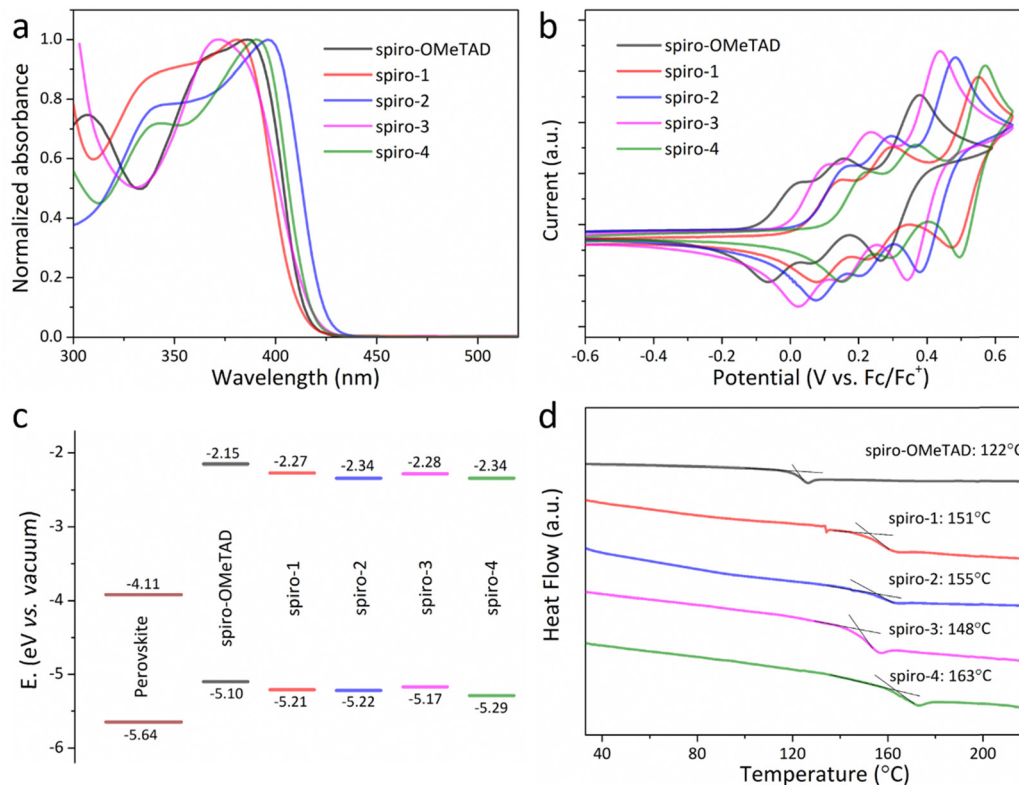 a
spiro-OMeTAD
spiro-1
spiro-2
spiro-3
spiro-4
Normalized absorbance
1.0
0.8
0.6
0.4
0.2
0.0
300 350 400 450 500
Wavelength (nm)
b
spiro-OMeTAD
spiro-1
spiro-2
spiro-3
spiro-4
Current (a.u.)
-0.6 -0.4 -0.2 0.0 0.2 0.4 0.6
Potential (V vs. Fc/Fc+)
c
E. (eV vs. vacuum)
-2
-3
-4
-5
-6
-2.15
-2.27
-2.34
-2.28
-2.34
-4.11
Perovskite
spiro-OMeTAD
spiro-1
spiro-2
spiro-3
spiro-4
-5.10
-5.21
-5.22
-5.17
-5.29
-5.64
d
Heat Flow (a.u.)
spiro-OMeTAD: 122°C
spiro-1: 151°C
spiro-2: 155°C
spiro-3: 148°C
spiro-4: 163°C
40 80 120 160 200
Temperature (°C)